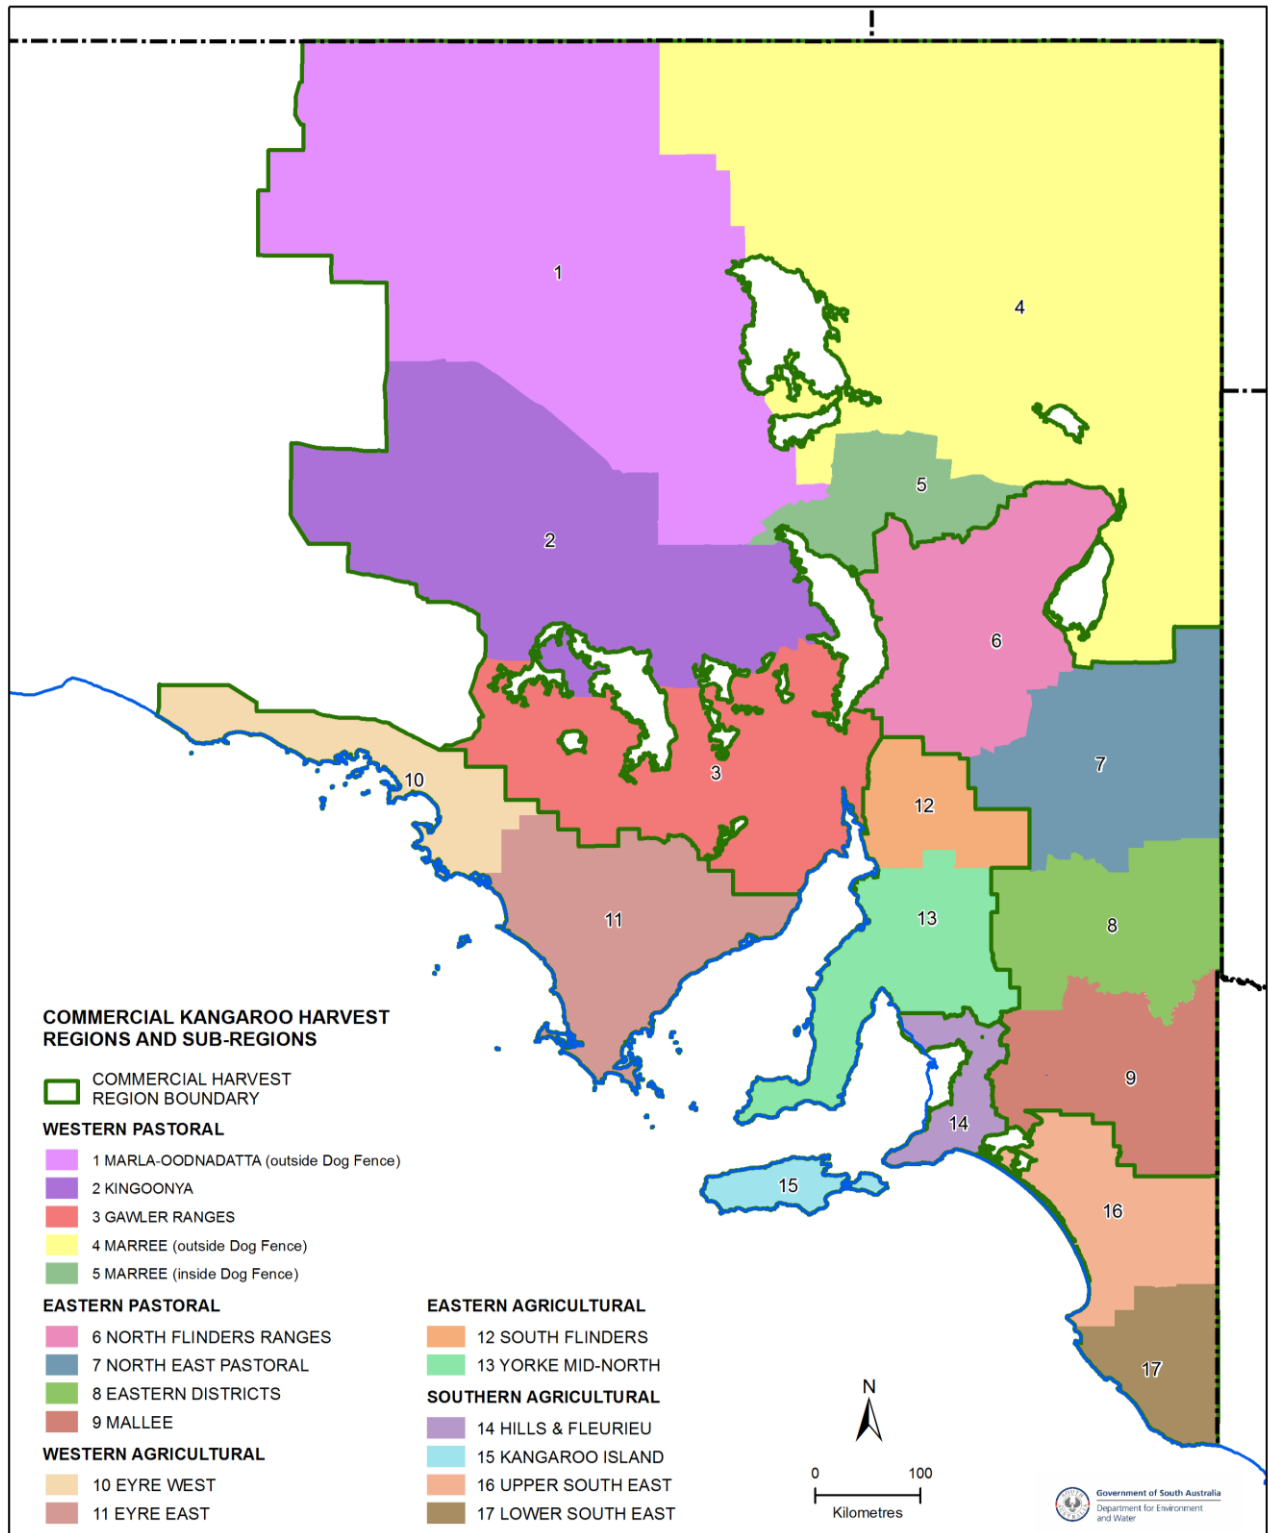 1
4
5
2
6
7
3
10
12
11
13
8
9
14
15
16
17
COMMERCIAL KANGAROO HARVEST
REGIONS AND SUB-REGIONS
COMMERCIAL HARVEST
REGION BOUNDARY
WESTERN PASTORAL
1 MARLA-OODNADATTA (outside Dog Fence)
2 KINGOONYA
3 GAWLER RANGES
4 MARREE (outside Dog Fence)
5 MARREE (inside Dog Fence)
EASTERN PASTORAL
6 NORTH FLINDERS RANGES
7 NORTH EAST PASTORAL
8 EASTERN DISTRICTS
9 MALLEE
WESTERN AGRICULTURAL
10 EYRE WEST
11 EYRE EAST
EASTERN AGRICULTURAL
12 SOUTH FLINDERS
13 YORKE MID-NORTH
SOUTHERN AGRICULTURAL
14 HILLS & FLEURIEU
15 KANGAROO ISLAND
16 UPPER SOUTH EAST
17 LOWER SOUTH EAST
N
0 100
Kilometres
Government of South Australia
Department for Environment
and Water